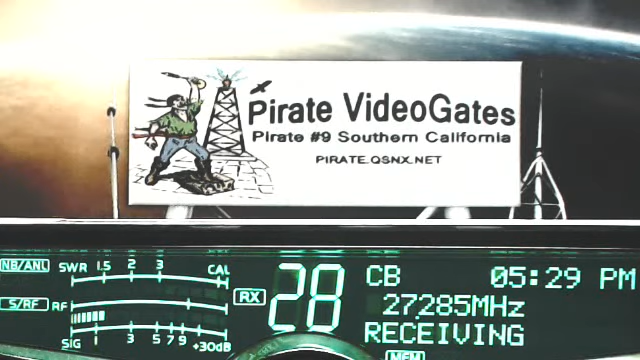 Pirate VideoGates
Pirate #9 Southern California
PIRATE.QSNX.NET
NB/ANL SWR 1.5 2 3 CAL
S/RF RF
SIG 1 3 5 7 9 +30dB
RX 28
CB 05:29 PM
27285MHz
RECEIVING
MEM